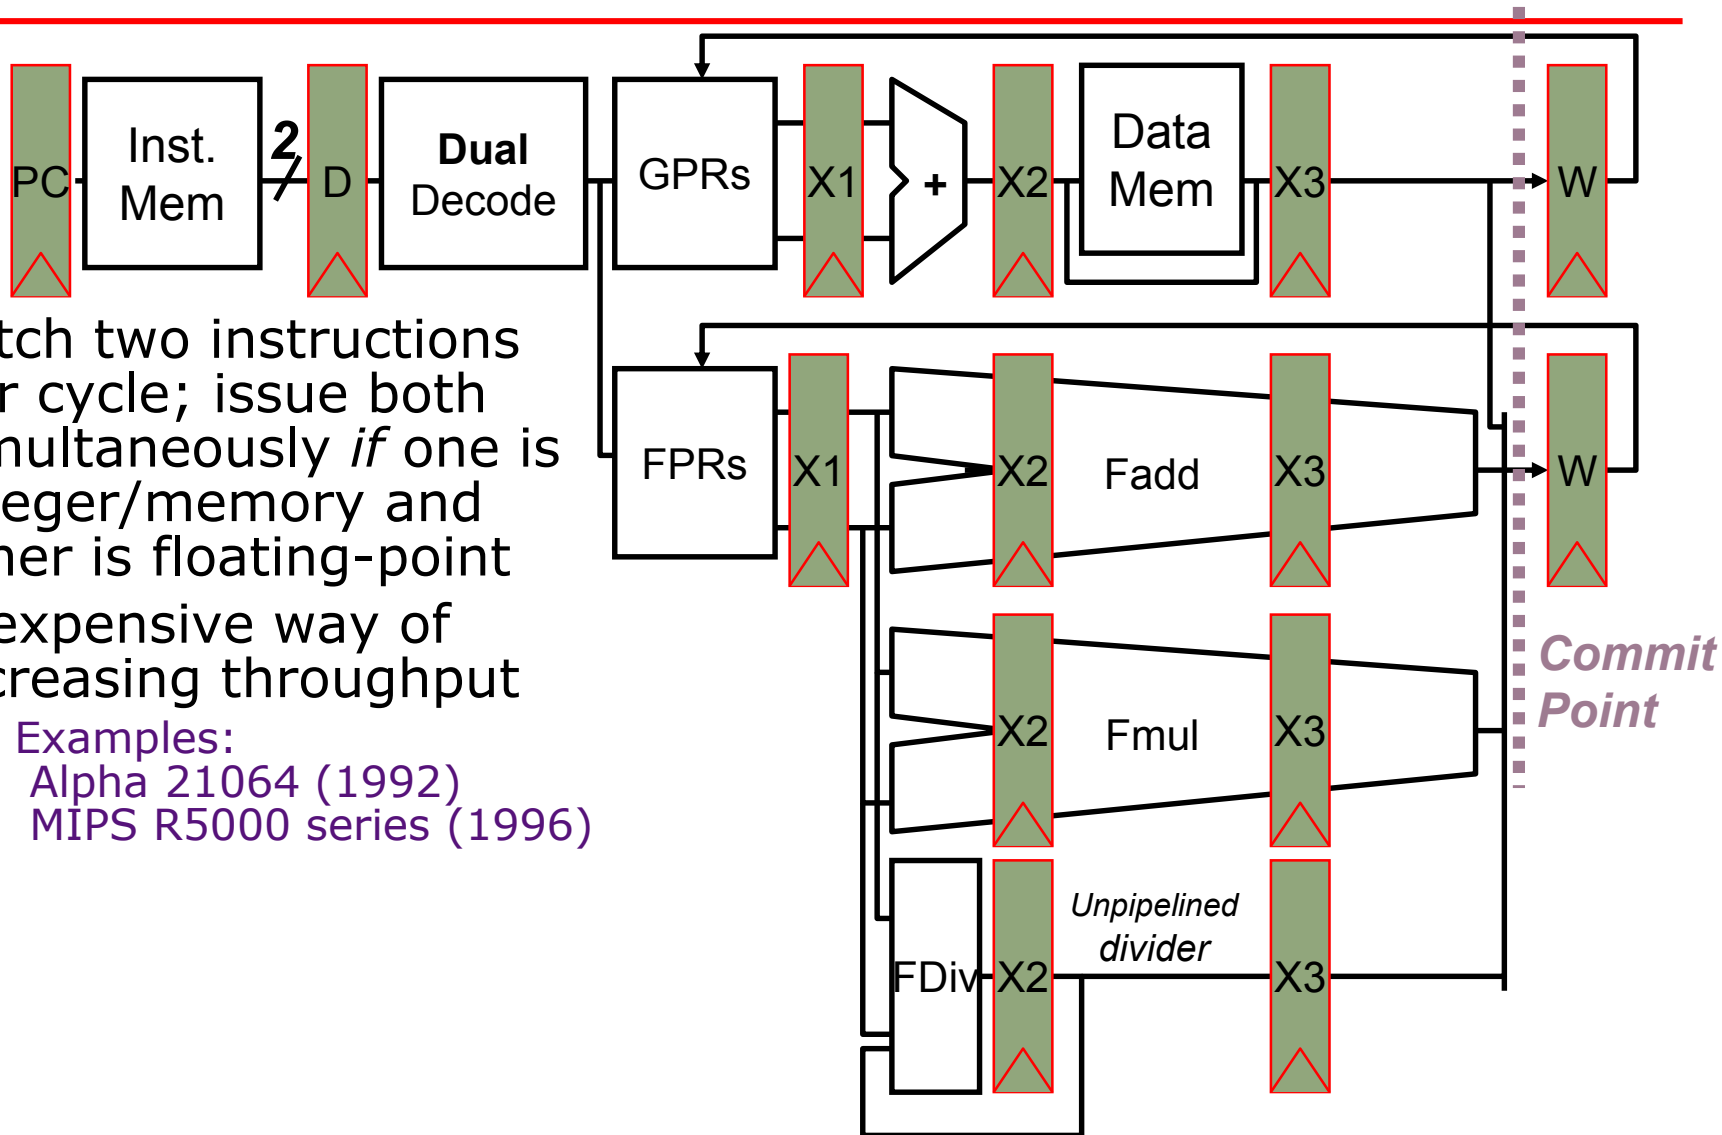 PC
Inst.
Mem
2
D
Dual
Decode
GPRs
X1
+
X2
Data
Mem
X3
W
tch two instructions
r cycle; issue both
multaneously if one is
eger/memory and
her is floating-point
expensive way of
creasing throughput
Examples:
Alpha 21064 (1992)
MIPS R5000 series (1996)
FPRs
X1
X2
Fadd
X3
W
X2
Fmul
X3
Commit
Point
FDiv
X2
Unpipelined
divider
X3